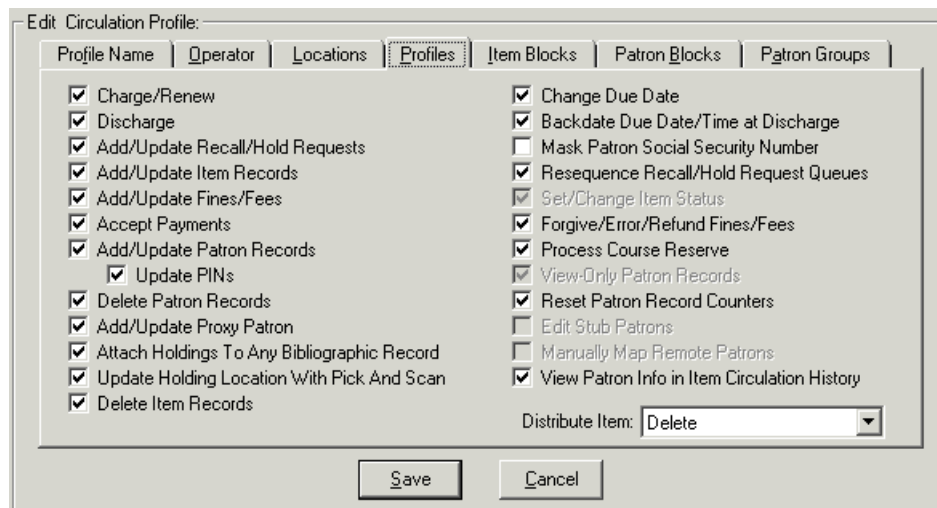 Edit Circulation Profile:
Profile Name
Operator
Locations
Profiles
Item Blocks
Patron Blocks
Patron Groups
Charge/Renew
Discharge
Add/Update Recall/Hold Requests
Add/Update Item Records
Add/Update Fines/Fees
Accept Payments
Add/Update Patron Records
Update PINs
Delete Patron Records
Add/Update Proxy Patron
Attach Holdings To Any Bibliographic Record
Update Holding Location With Pick And Scan
Delete Item Records
Change Due Date
Backdate Due Date/Time at Discharge
Mask Patron Social Security Number
Resequence Recall/Hold Request Queues
Set/Change Item Status
Forgive/Error/Refund Fines/Fees
Process Course Reserve
View-Only Patron Records
Reset Patron Record Counters
Edit Stub Patrons
Manually Map Remote Patrons
View Patron Info in Item Circulation History
Distribute Item: Delete
Save
Cancel